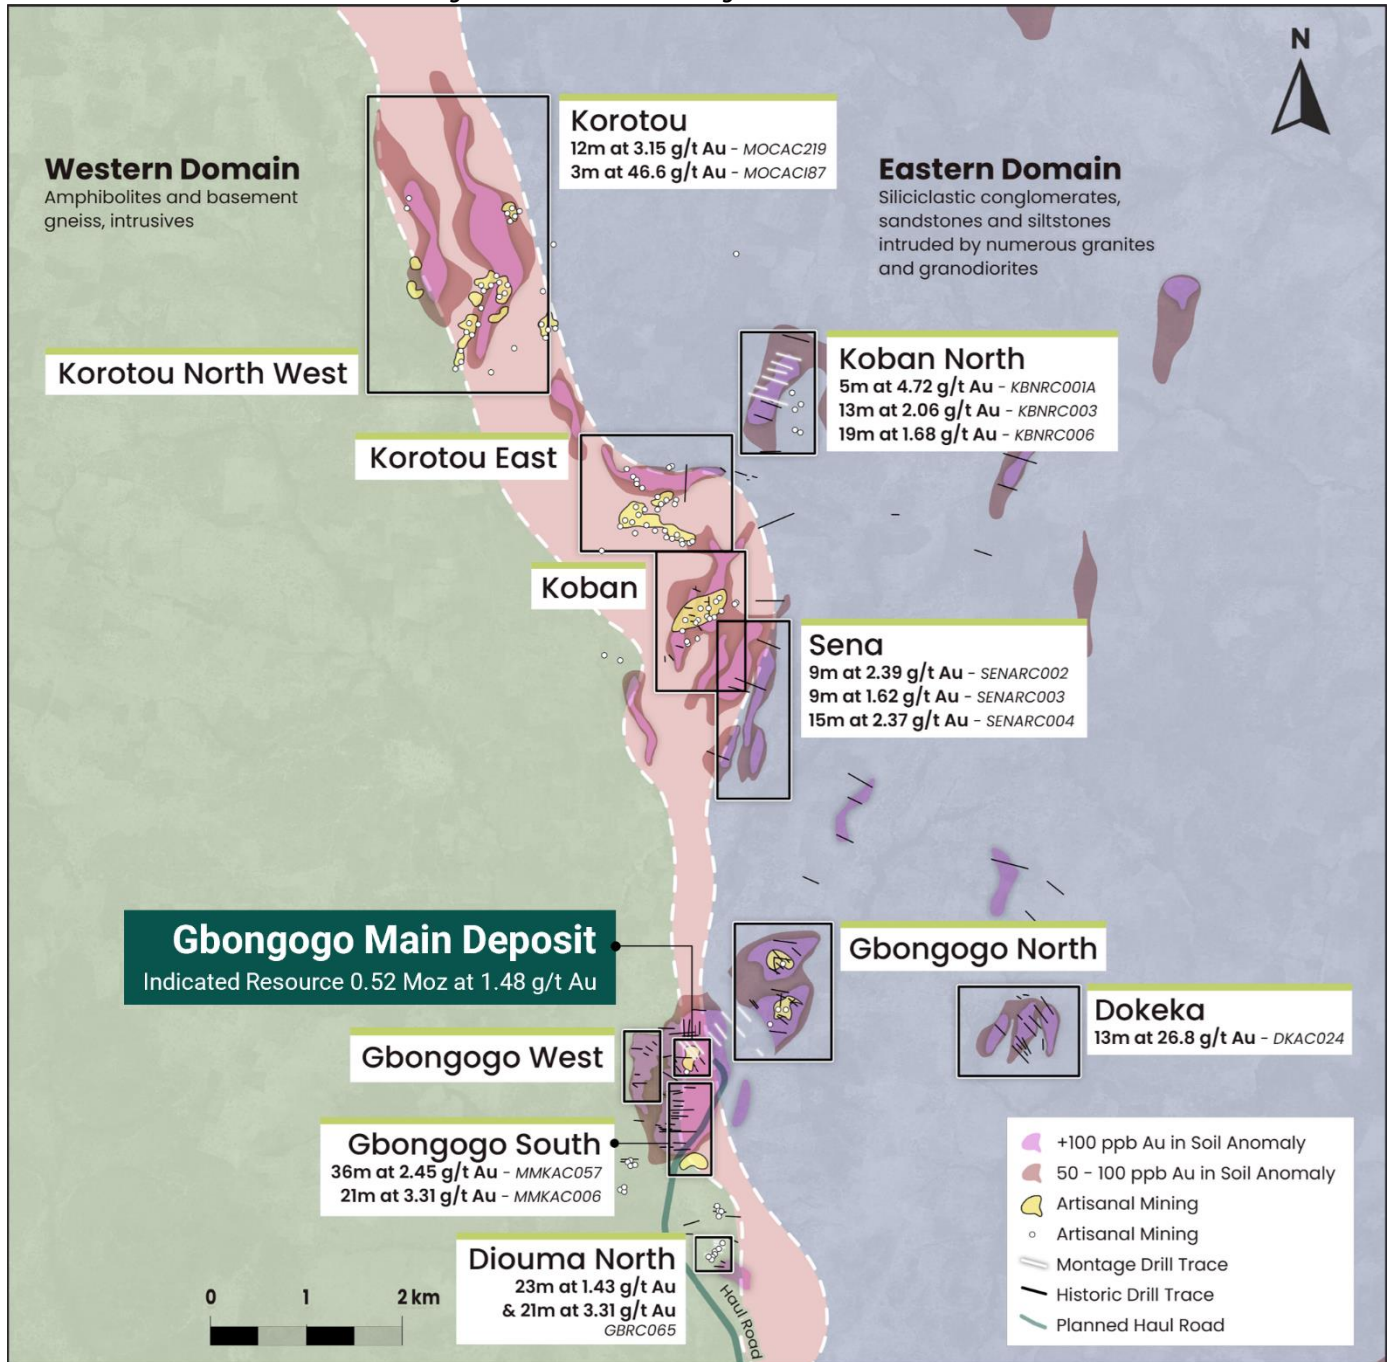 N
Korotou
12m at 3.15 g/t Au - MOCAC219
3m at 46.6 g/t Au - MOCACI87
Western Domain
Amphibolites and basement
gneiss, intrusives
Eastern Domain
Siliciclastic conglomerates,
sandstones and siltstones
intruded by numerous granites
and granodiorites
Korotou North West
Koban North
5m at 4.72 g/t Au - KBNRC001A
13m at 2.06 g/t Au - KBNRC003
19m at 1.68 g/t Au - KBNRC006
Korotou East
Koban
Sena
9m at 2.39 g/t Au - SENARC002
9m at 1.62 g/t Au - SENARC003
15m at 2.37 g/t Au - SENARC004
Gbongogo Main Deposit
Indicated Resource 0.52 Moz at 1.48 g/t Au
Gbongogo North
Dokeka
13m at 26.8 g/t Au - DKAC024
Gbongogo West
Gbongogo South
36m at 2.45 g/t Au - MMKAC057
21m at 3.31 g/t Au - MMKAC006
Diouma North
23m at 1.43 g/t Au
& 21m at 3.31 g/t Au
GBRC065
Haul Road
0 1 2 km
+100 ppb Au in Soil Anomaly
50 - 100 ppb Au in Soil Anomaly
Artisanal Mining
Artisanal Mining
Montage Drill Trace
Historic Drill Trace
Planned Haul Road